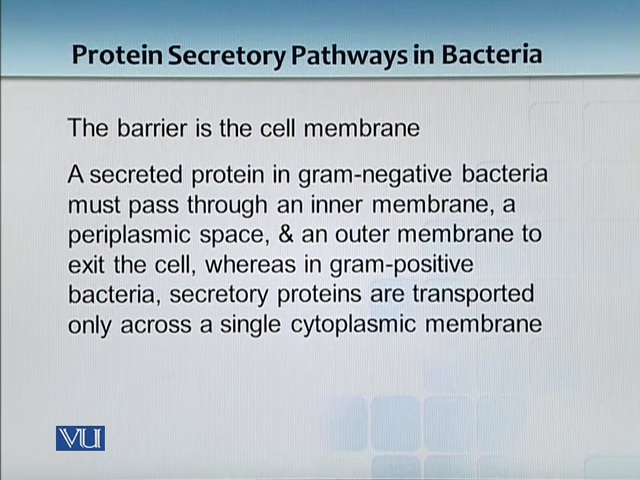 Protein Secretory Pathways in Bacteria
The barrier is the cell membrane
A secreted protein in gram-negative bacteria
must pass through an inner membrane, a
periplasmic space, & an outer membrane to
exit the cell, whereas in gram-positive
bacteria, secretory proteins are transported
only across a single cytoplasmic membrane
VU